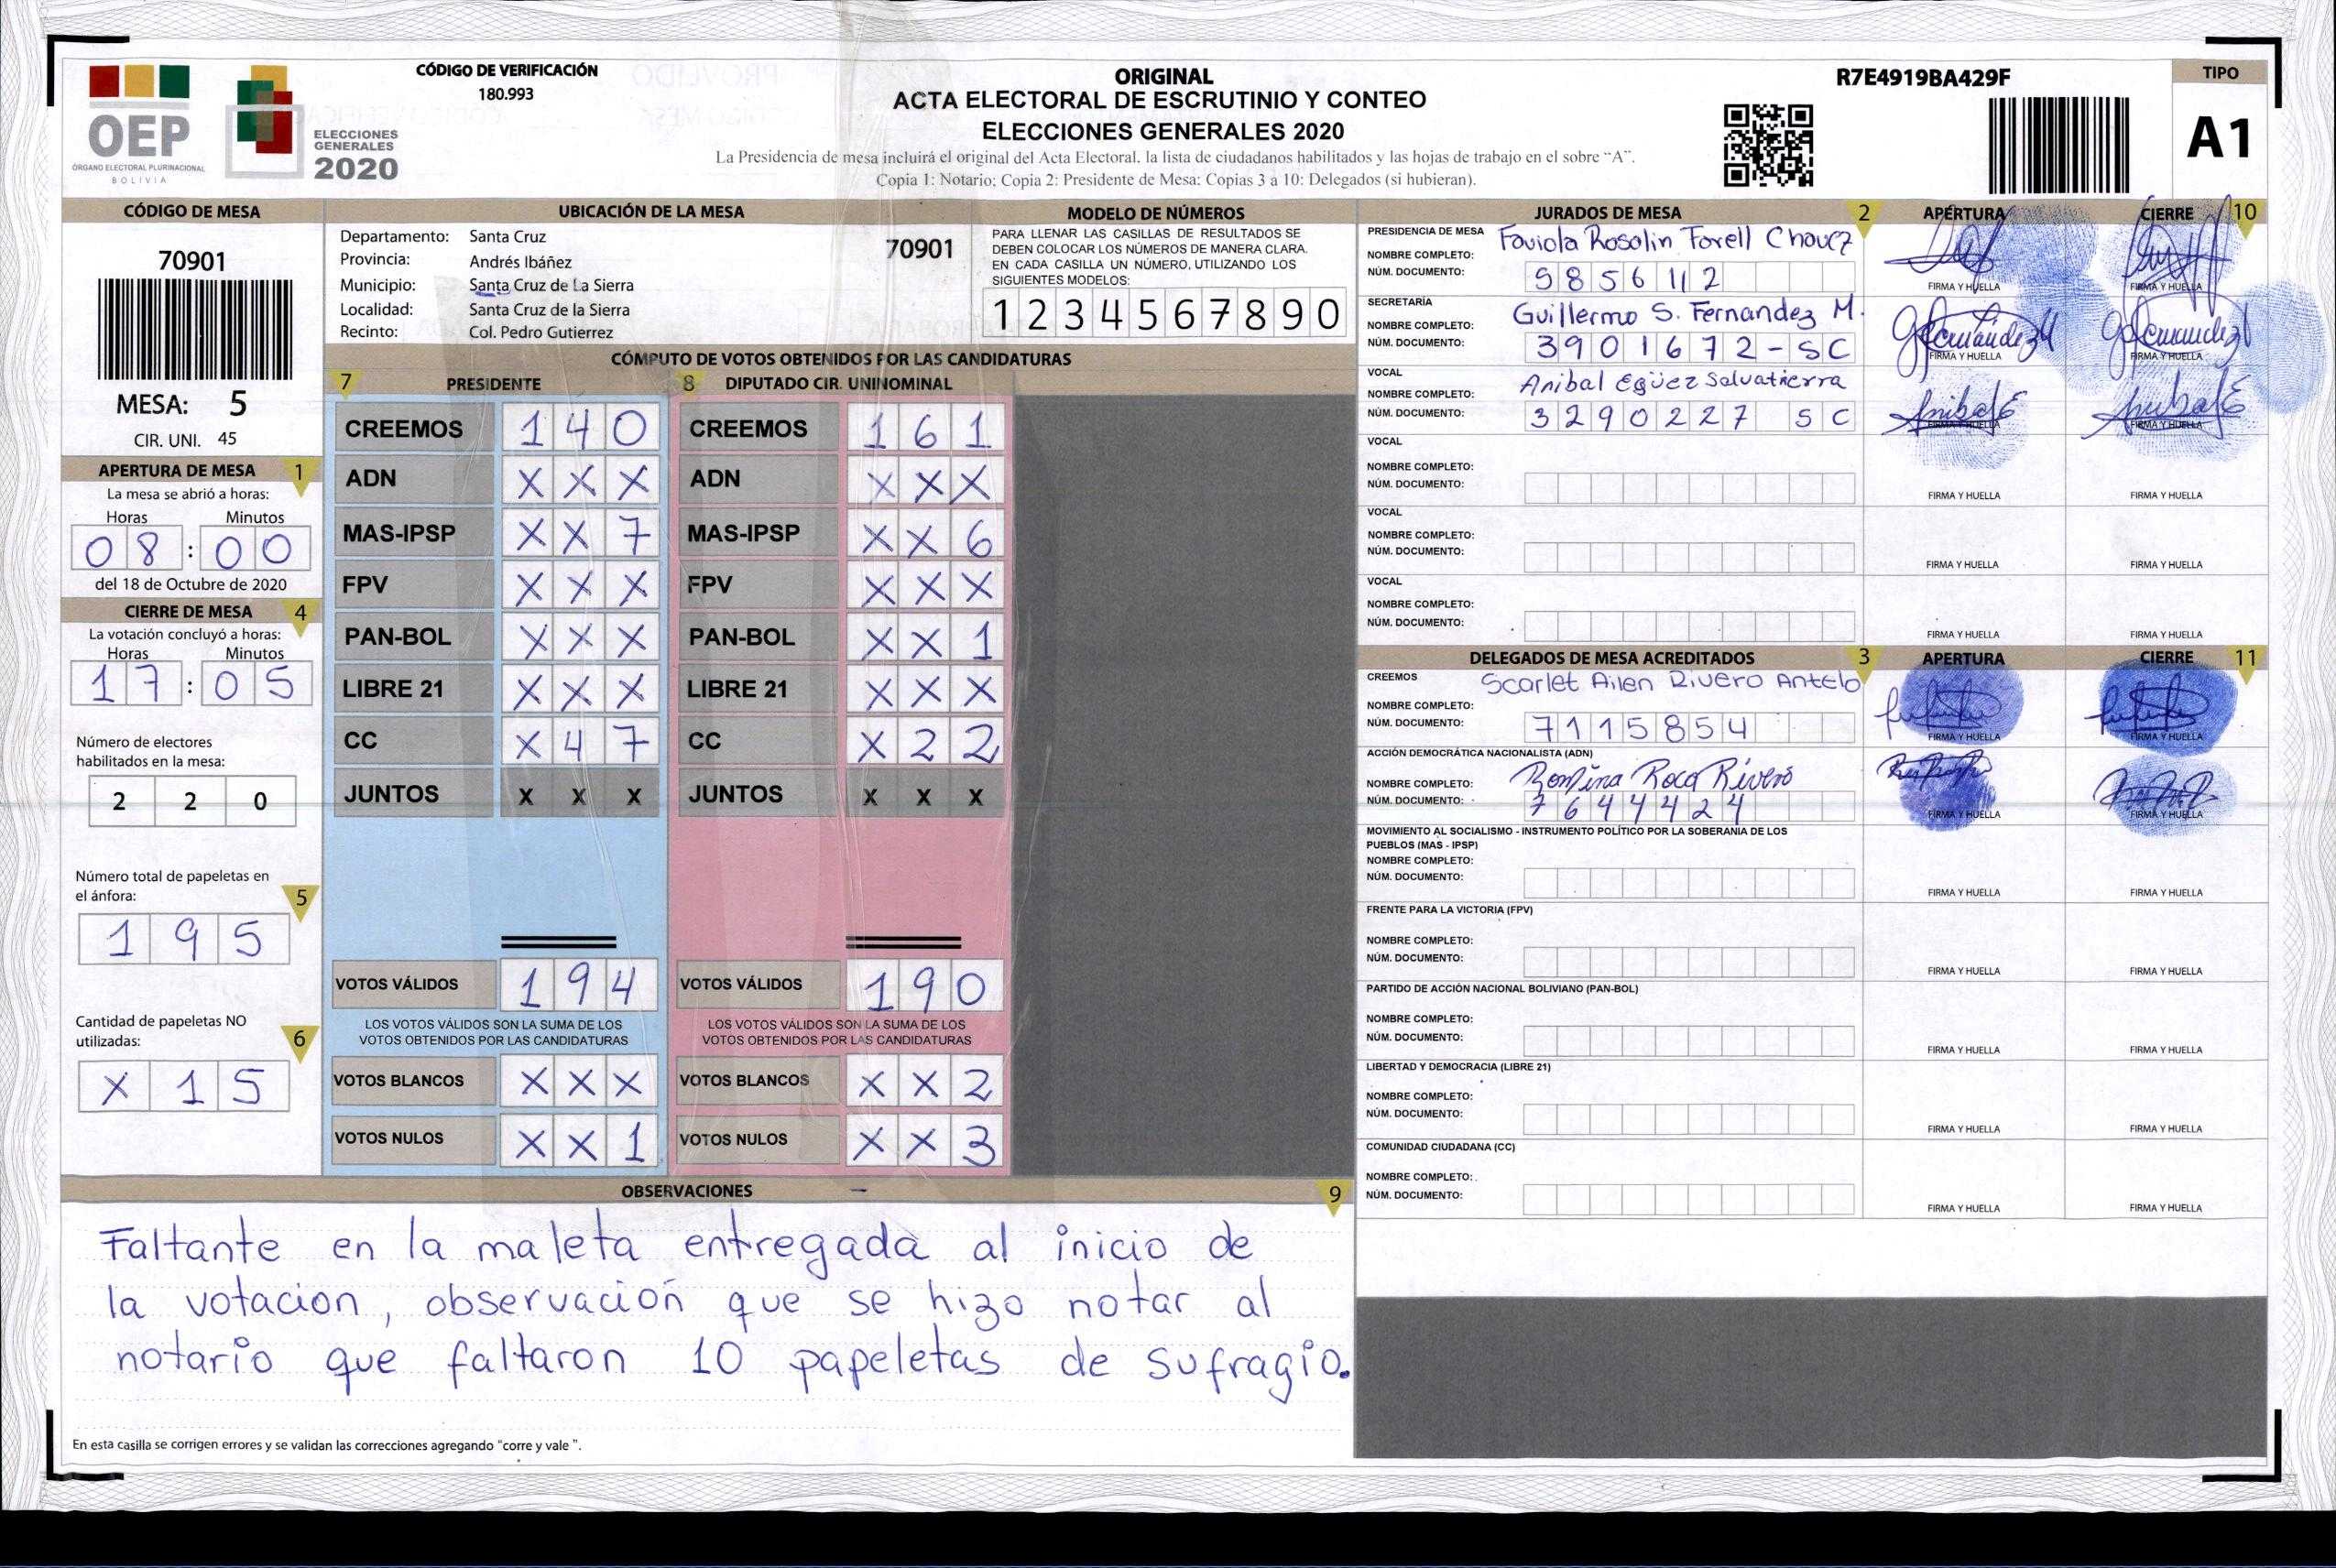 CÓDIGO DE VERIFICACIÓN
180.993
OEP
ÓRGANO ELECTORAL PLURINACIONAL
BOLIVIA
ELECCIONES
GENERALES
2020
ORIGINAL
ACTA ELECTORAL DE ESCRUTINIO Y CONTEO
ELECCIONES GENERALES 2020
La Presidencia de mesa incluirá el original del Acta Electoral, la lista de ciudadanos habilitados y las hojas de trabajo en el sobre “A”.
Copia 1: Notario; Copia 2: Presidente de Mesa; Copias 3 a 10: Delegados (si hubieran).
R7E4919BA429F
TIPO
A1
CÓDIGO DE MESA
70901
MESA: 5
CIR. UNI. 45
APERTURA DE MESA 1
La mesa se abrió a horas:
Horas Minutos
08 : 00
del 18 de Octubre de 2020
CIERRE DE MESA 4
La votación concluyó a horas:
Horas Minutos
17 : 05
Número de electores
habilitados en la mesa:
2 2 0
Número total de papeletas en
el ánfora: 5
1 9 5
Cantidad de papeletas NO
utilizadas: 6
X 1 5
UBICACIÓN DE LA MESA
Departamento: Santa Cruz 70901
Provincia: Andrés Ibáñez
Municipio: Santa Cruz de La Sierra
Localidad: Santa Cruz de la Sierra
Recinto: Col. Pedro Gutierrez
MODELO DE NÚMEROS
PARA LLENAR LAS CASILLAS DE RESULTADOS SE
DEBEN COLOCAR LOS NÚMEROS DE MANERA CLARA.
EN CADA CASILLA UN NÚMERO, UTILIZANDO LOS
SIGUIENTES MODELOS:
1 2 3 4 5 6 7 8 9 0
CÓMPUTO DE VOTOS OBTENIDOS POR LAS CANDIDATURAS
7 PRESIDENTE 8 DIPUTADO CIR. UNINOMINAL
CREEMOS 1 4 0 CREEMOS 1 6 1
ADN X X X ADN X X X
MAS-IPSP X X 7 MAS-IPSP X X 6
FPV X X X FPV X X X
PAN-BOL X X X PAN-BOL X X 1
LIBRE 21 X X X LIBRE 21 X X X
CC X 4 7 CC X 2 2
JUNTOS X X X JUNTOS X X X
VOTOS VÁLIDOS 1 9 4 VOTOS VÁLIDOS 1 9 0
LOS VOTOS VÁLIDOS SON LA SUMA DE LOS LOS VOTOS VÁLIDOS SON LA SUMA DE LOS
VOTOS OBTENIDOS POR LAS CANDIDATURAS VOTOS OBTENIDOS POR LAS CANDIDATURAS
VOTOS BLANCOS X X X VOTOS BLANCOS X X 2
VOTOS NULOS X X 1 VOTOS NULOS X X 3
OBSERVACIONES 9
Faltante en la maleta entregada al inicio de
la votacion, observación que se hizo notar al
notario que faltaron 10 papeletas de sufragio.
En esta casilla se corrigen errores y se validan las correcciones agregando “corre y vale ”.
JURADOS DE MESA 2 APERTURA CIERRE 10
PRESIDENCIA DE MESA Faviola Rosolin Forell Chavez
NOMBRE COMPLETO:
NÚM. DOCUMENTO: 9856112
FIRMA Y HUELLA FIRMA Y HUELLA
SECRETARÍA Guillermo S. Fernandez M.
NOMBRE COMPLETO:
NÚM. DOCUMENTO: 3901672-SC
FIRMA Y HUELLA FIRMA Y HUELLA
VOCAL Anibal Egüez Salvatierra
NOMBRE COMPLETO:
NÚM. DOCUMENTO: 3290227 SC
FIRMA Y HUELLA FIRMA Y HUELLA
VOCAL
NOMBRE COMPLETO:
NÚM. DOCUMENTO:
FIRMA Y HUELLA FIRMA Y HUELLA
VOCAL
NOMBRE COMPLETO:
NÚM. DOCUMENTO:
FIRMA Y HUELLA FIRMA Y HUELLA
VOCAL
NOMBRE COMPLETO:
NÚM. DOCUMENTO:
FIRMA Y HUELLA FIRMA Y HUELLA
DELEGADOS DE MESA ACREDITADOS 3 APERTURA CIERRE 11
CREEMOS Scarlet Ailen Rivero Antelo
NOMBRE COMPLETO:
NÚM. DOCUMENTO: 7115854
FIRMA Y HUELLA FIRMA Y HUELLA
ACCIÓN DEMOCRÁTICA NACIONALISTA (ADN)
NOMBRE COMPLETO: Romina Roca Rivero
NÚM. DOCUMENTO: 7644424
FIRMA Y HUELLA FIRMA Y HUELLA
MOVIMIENTO AL SOCIALISMO - INSTRUMENTO POLÍTICO POR LA SOBERANIA DE LOS
PUEBLOS (MAS - IPSP)
NOMBRE COMPLETO:
NÚM. DOCUMENTO:
FIRMA Y HUELLA FIRMA Y HUELLA
FRENTE PARA LA VICTORIA (FPV)
NOMBRE COMPLETO:
NÚM. DOCUMENTO:
FIRMA Y HUELLA FIRMA Y HUELLA
PARTIDO DE ACCIÓN NACIONAL BOLIVIANO (PAN-BOL)
NOMBRE COMPLETO:
NÚM. DOCUMENTO:
FIRMA Y HUELLA FIRMA Y HUELLA
LIBERTAD Y DEMOCRACIA (LIBRE 21)
NOMBRE COMPLETO:
NÚM. DOCUMENTO:
FIRMA Y HUELLA FIRMA Y HUELLA
COMUNIDAD CIUDADANA (CC)
NOMBRE COMPLETO:
NÚM. DOCUMENTO:
FIRMA Y HUELLA FIRMA Y HUELLA